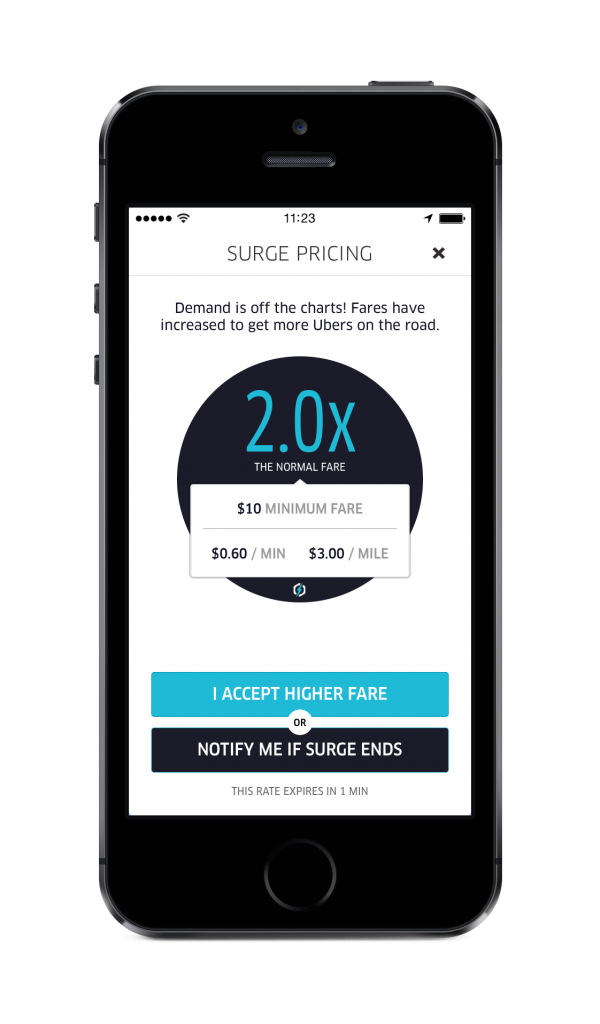 11:23
SURGE PRICING
Demand is off the charts! Fares have
increased to get more Ubers on the road.
2.0x
THE NORMAL FARE
$10 MINIMUM FARE
$0.60 / MIN $3.00 / MILE
I ACCEPT HIGHER FARE
OR
NOTIFY ME IF SURGE ENDS
THIS RATE EXPIRES IN 1 MIN